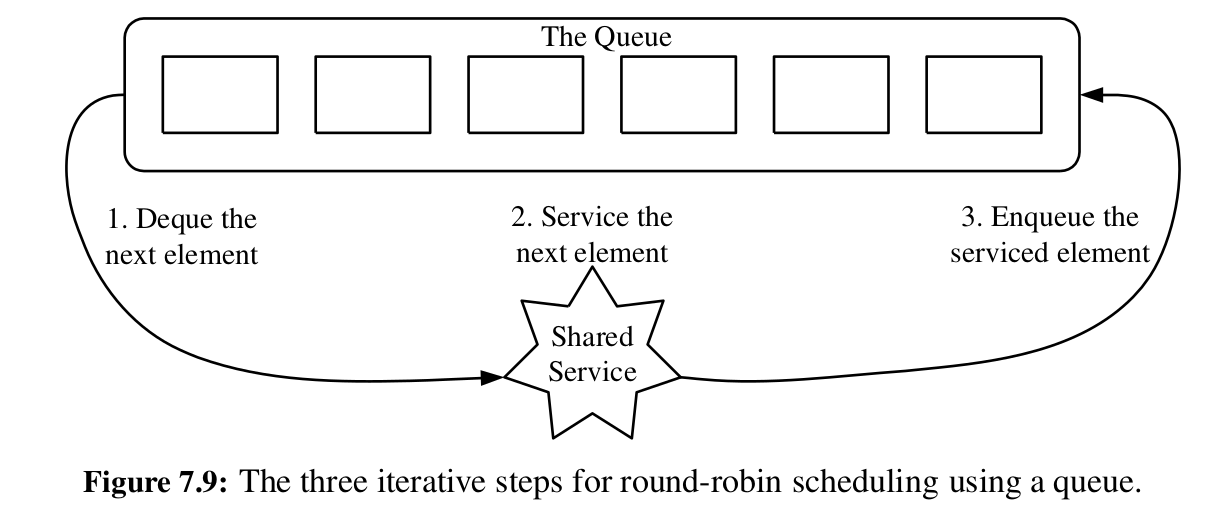 The Queue
1. Deque the
next element
2. Service the
next element
3. Enqueue the
serviced element
Shared
Service
Figure 7.9: The three iterative steps for round-robin scheduling using a queue.